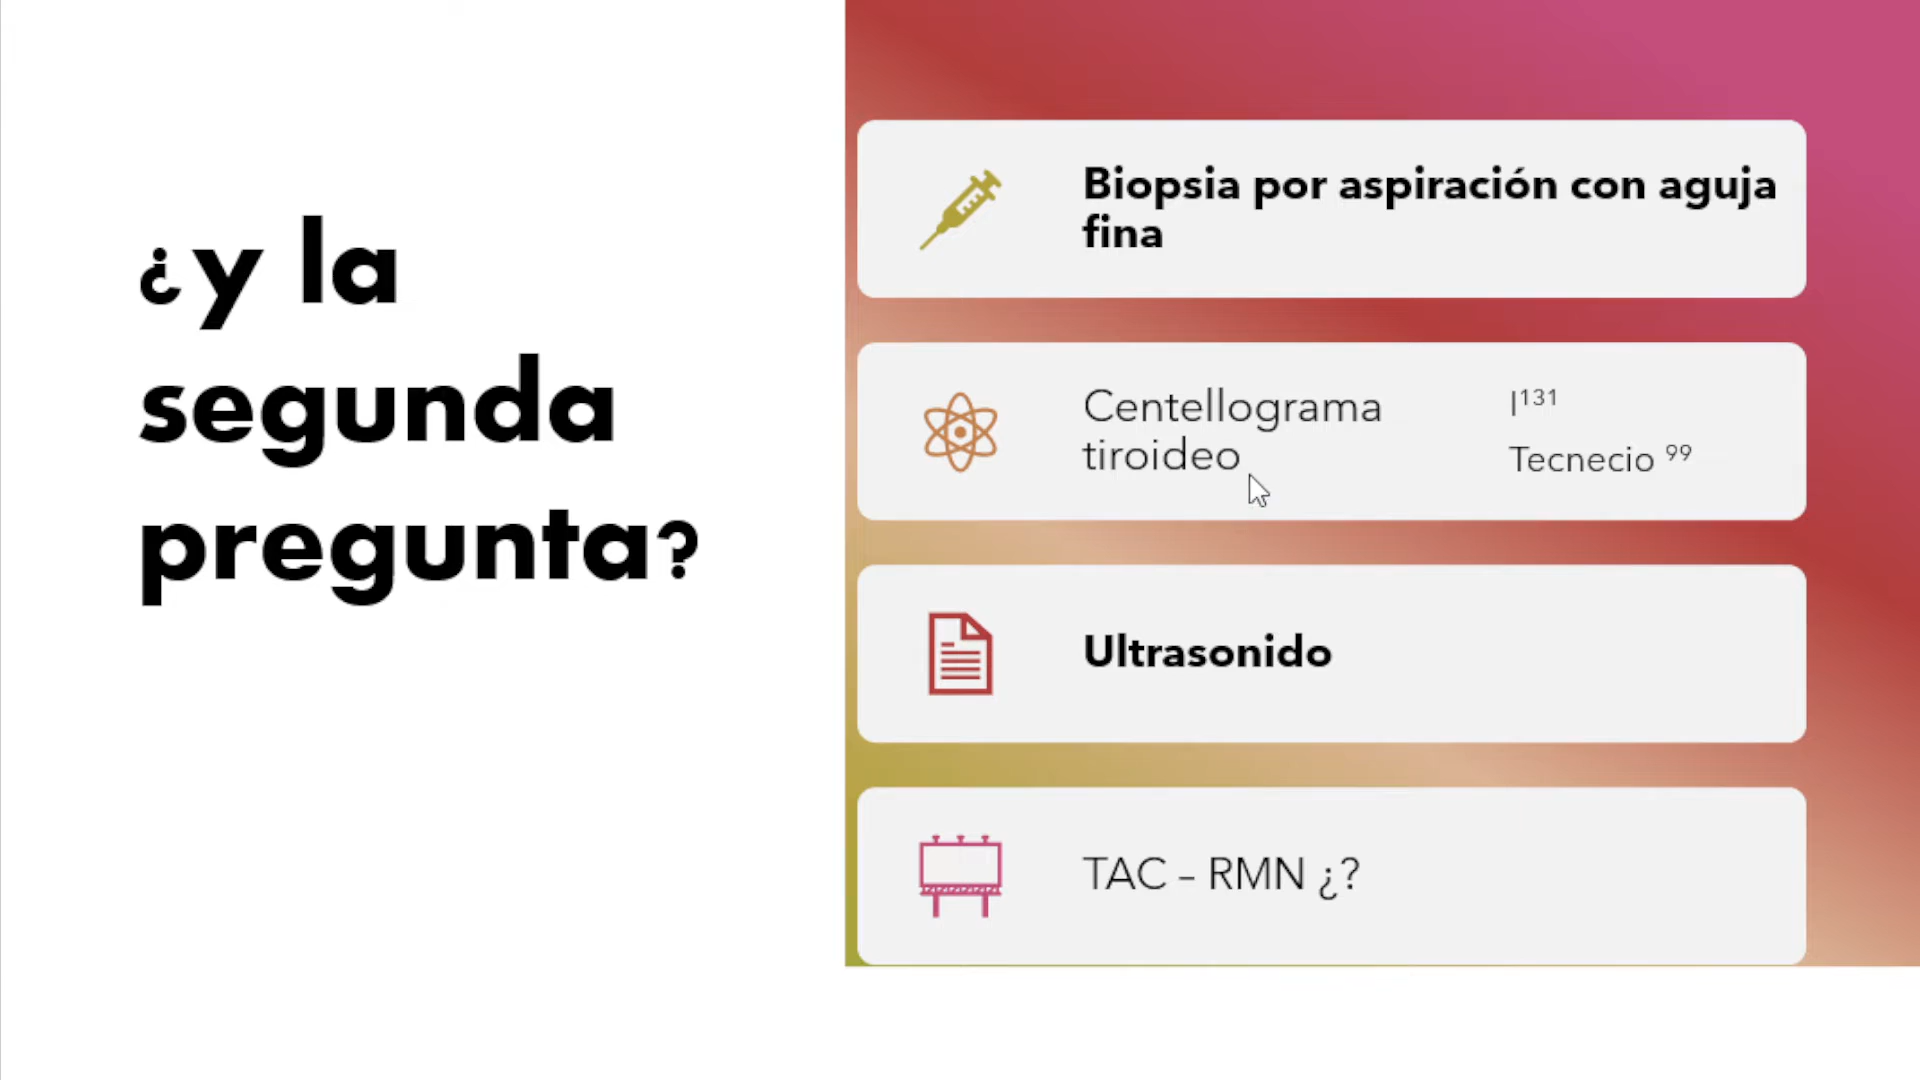 ¿y la
segunda
pregunta?
Biopsia por aspiración con aguja
fina
Centellograma
tiroideo
I¹³¹
Tecnecio ⁹⁹
Ultrasonido
TAC – RMN ¿?